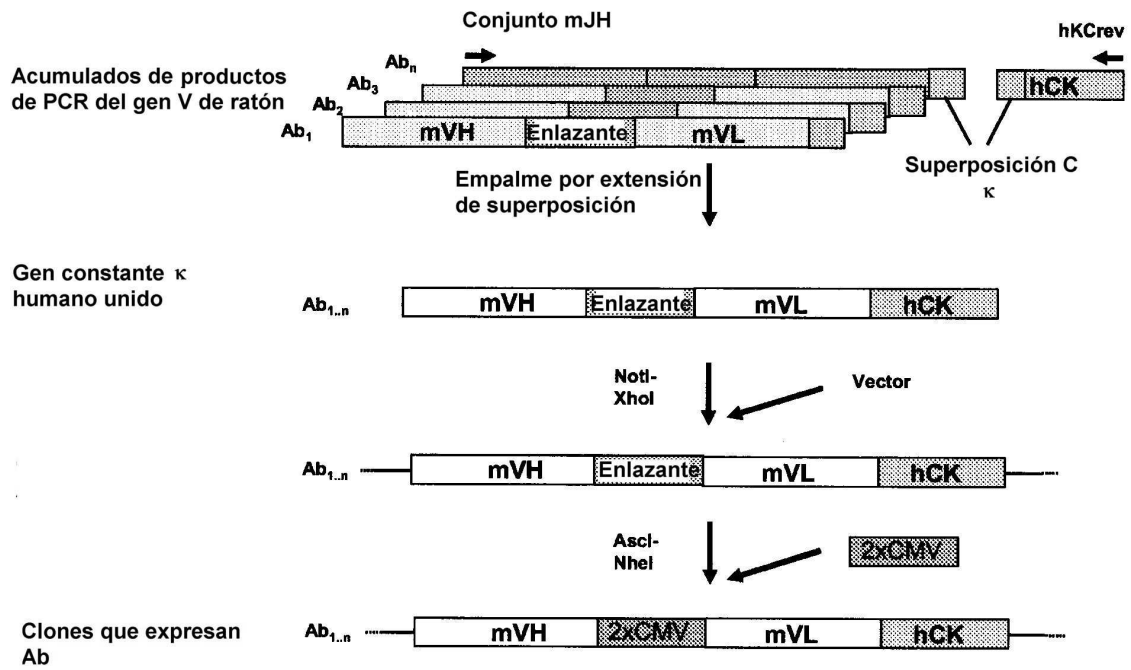 Conjunto mJH
hKCrev
Acumulados de productos
de PCR del gen V de ratón
Abn
Ab3
Ab2
Ab1
mVH
Enlazante
mVL
hCK
Superposición C
κ
Empalme por extensión
de superposición
Gen constante κ
humano unido
Ab1..n
mVH
Enlazante
mVL
hCK
NotI-
XhoI
Vector
Ab1..n
mVH
Enlazante
mVL
hCK
AscI-
NheI
2xCMV
Clones que expresan
Ab
Ab1..n
mVH
2xCMV
mVL
hCK